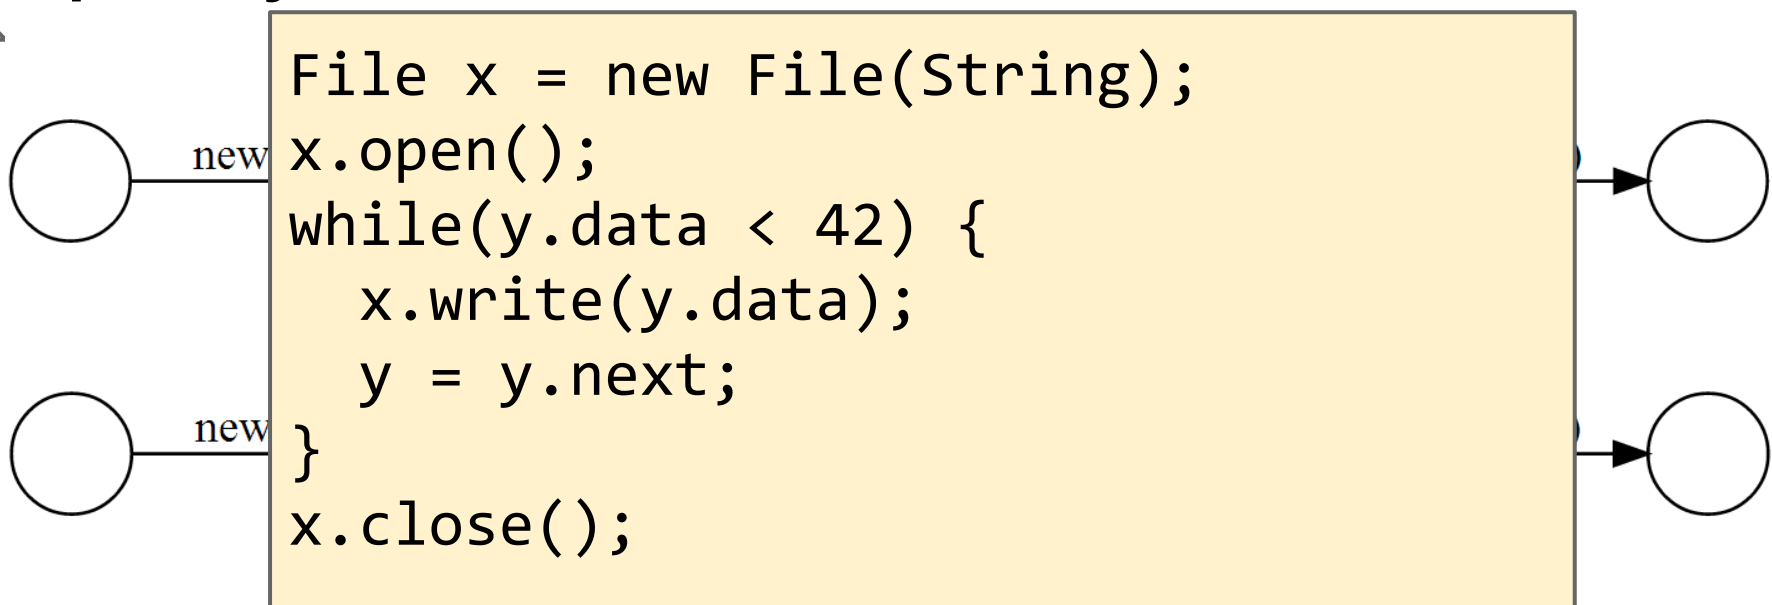 File x = new File(String);
x.open();
new
while(y.data < 42) {
x.write(y.data);
y = y.next;
new
}
x.close();